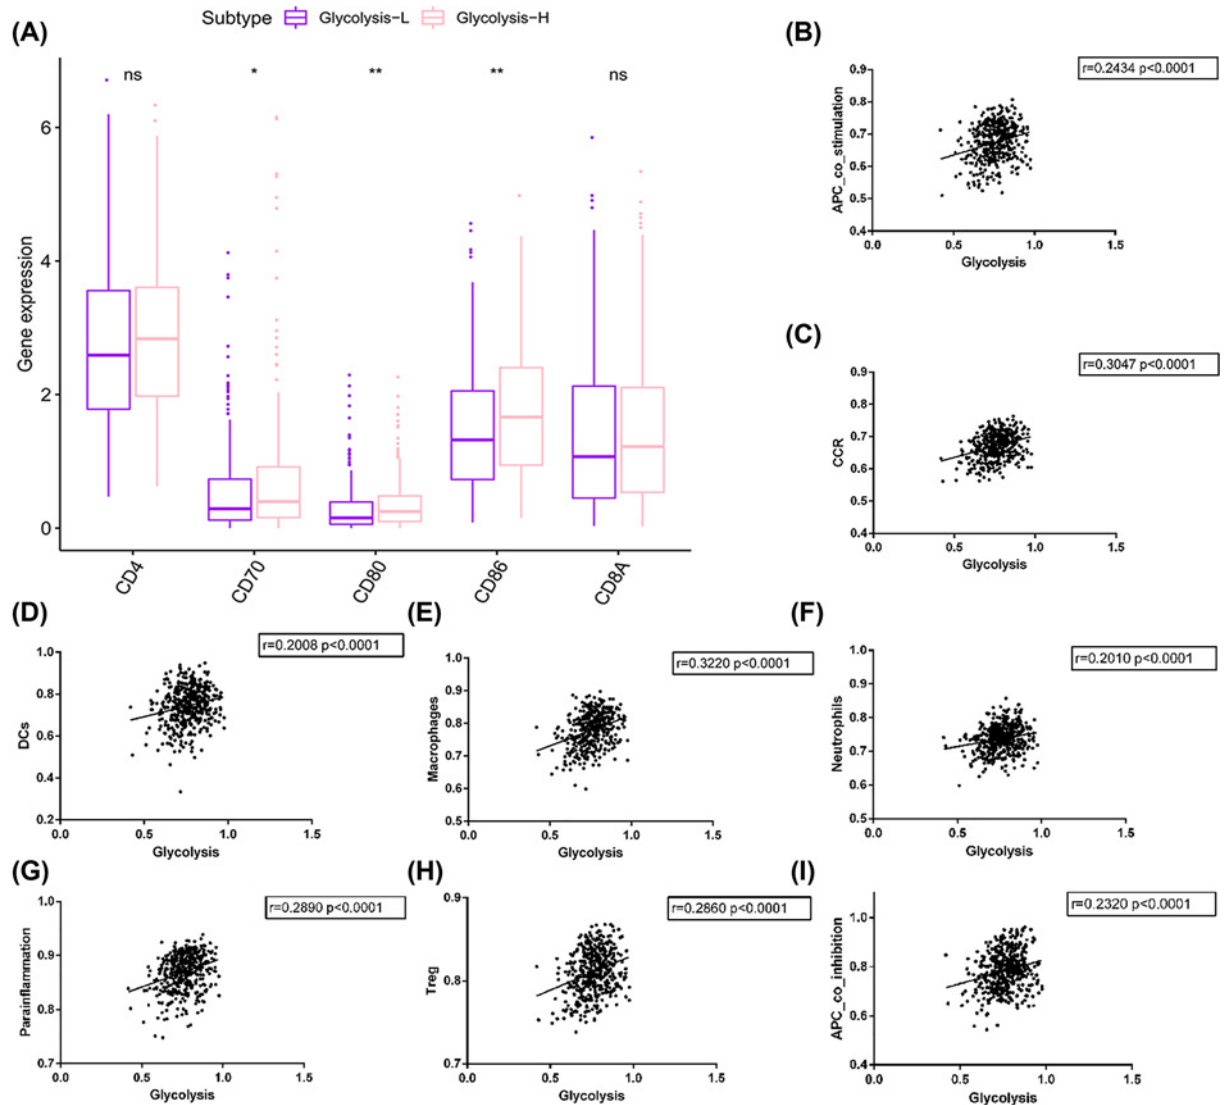 (A)
Subtype Glycolysis-L Glycolysis-H
ns * ** ** ns
Gene expression
6
4
2
0
CD4 CD70 CD80 CD86 CD8A
(B)
r=0.2434 p<0.0001
APC_co_stimulation
0.9
0.8
0.7
0.6
0.5
0.4
0.0 0.5 1.0 1.5
Glycolysis
(C)
r=0.3047 p<0.0001
CCR
0.9
0.8
0.7
0.6
0.5
0.4
0.0 0.5 1.0 1.5
Glycolysis
(D)
r=0.2008 p<0.0001
DCs
1.0
0.8
0.6
0.4
0.2
0.0 0.5 1.0 1.5
Glycolysis
(E)
r=0.3220 p<0.0001
Macrophages
1.0
0.9
0.8
0.7
0.6
0.5
0.0 0.5 1.0 1.5
Glycolysis
(F)
r=0.2010 p<0.0001
Neutrophils
1.0
0.9
0.8
0.7
0.6
0.5
0.0 0.5 1.0 1.5
Glycolysis
(G)
r=0.2890 p<0.0001
Parainflammation
1.0
0.9
0.8
0.7
0.0 0.5 1.0 1.5
Glycolysis
(H)
r=0.2860 p<0.0001
Treg
0.9
0.8
0.7
0.0 0.5 1.0 1.5
Glycolysis
(I)
r=0.2320 p<0.0001
APC_co_inhibition
1.0
0.8
0.6
0.4
0.0 0.5 1.0 1.5
Glycolysis